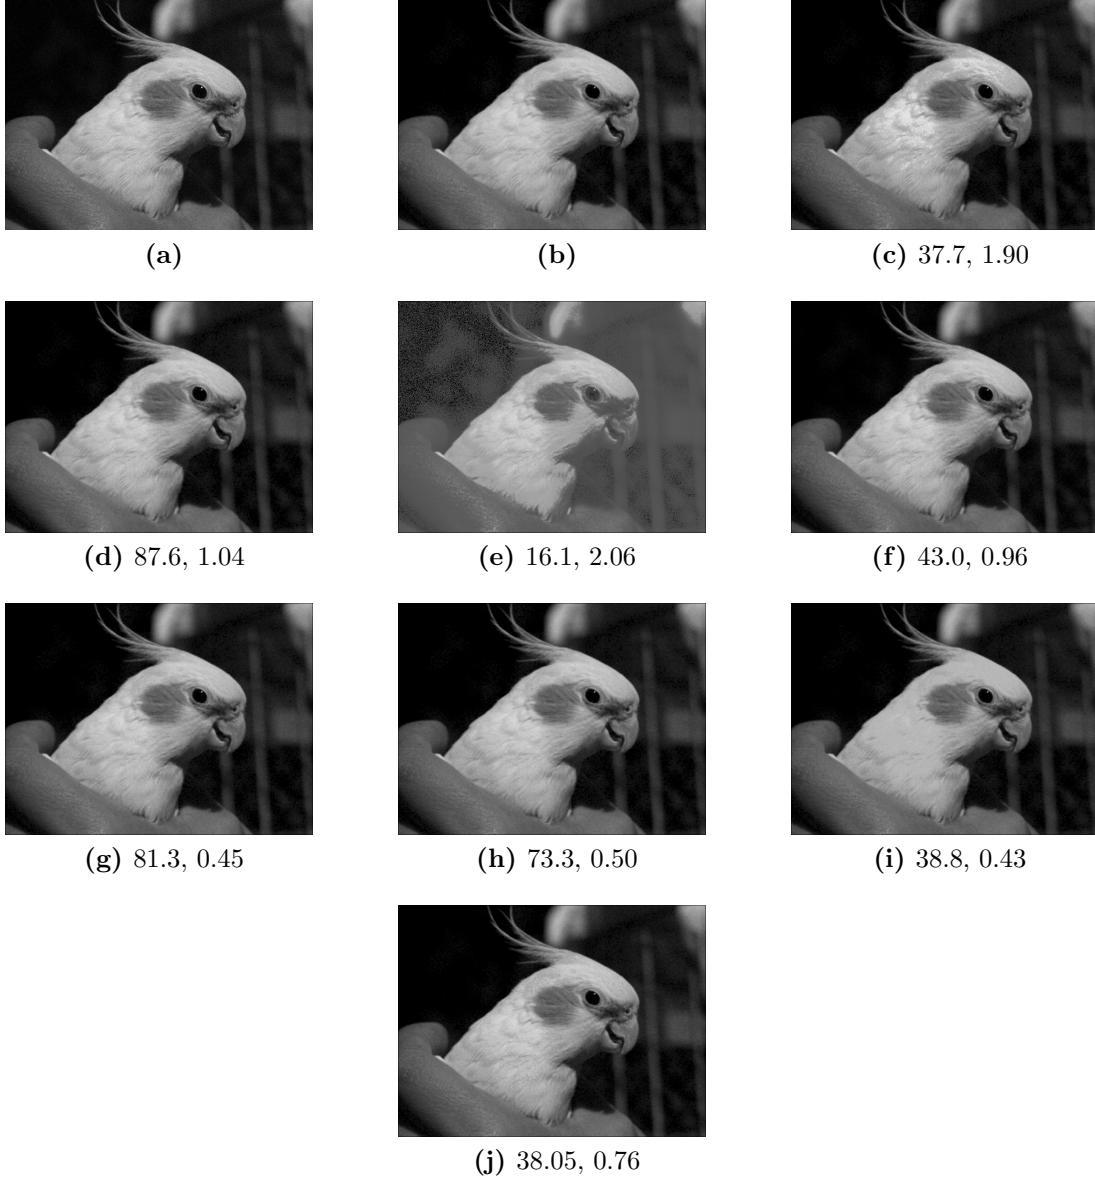 (a)
(b)
(c) 37.7, 1.90
(d) 87.6, 1.04
(e) 16.1, 2.06
(f) 43.0, 0.96
(g) 81.3, 0.45
(h) 73.3, 0.50
(i) 38.8, 0.43
(j) 38.05, 0.76